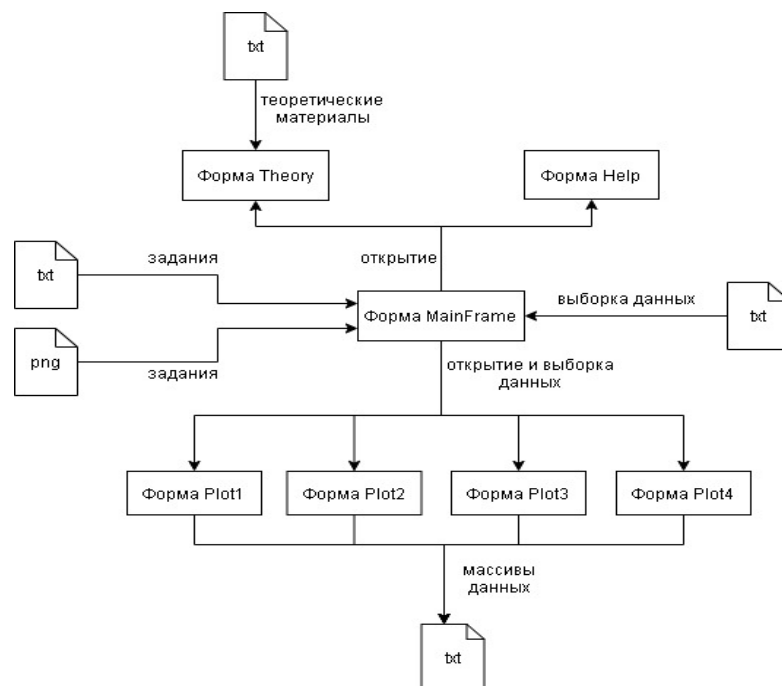 txt
теоретические
материалы
Форма Theory
Форма Help
txt
задания
открытие
Форма MainFrame
выборка данных
txt
png
задания
открытие и выборка
данных
Форма Plot1
Форма Plot2
Форма Plot3
Форма Plot4
массивы
данных
txt